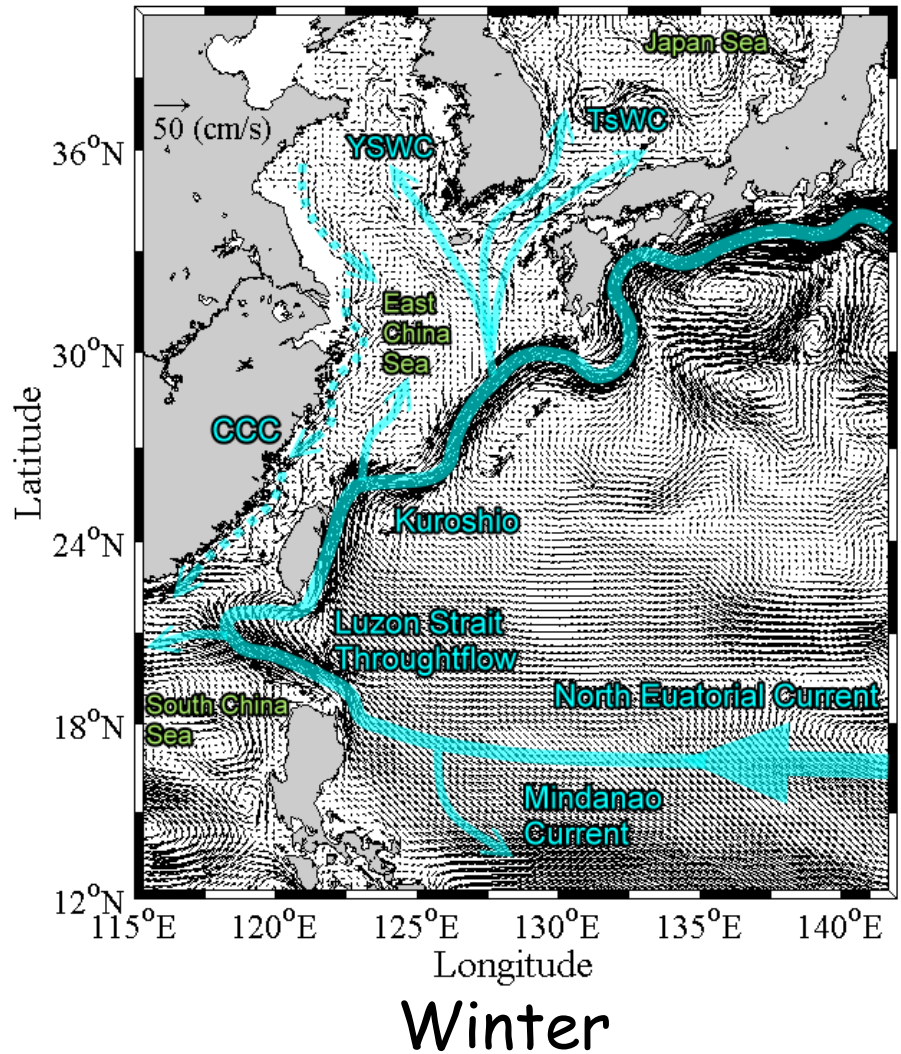 Japan Sea
50 (cm/s)
TsWC
YSWC
36°N
East
China
Sea
30°N
CCC
Latitude
Kuroshio
24°N
Luzon Strait
Throughtflow
North Euatorial Current
South China
Sea
18°N
Mindanao
Current
12°N
115°E 120°E 125°E 130°E 135°E 140°E
Longitude
Winter